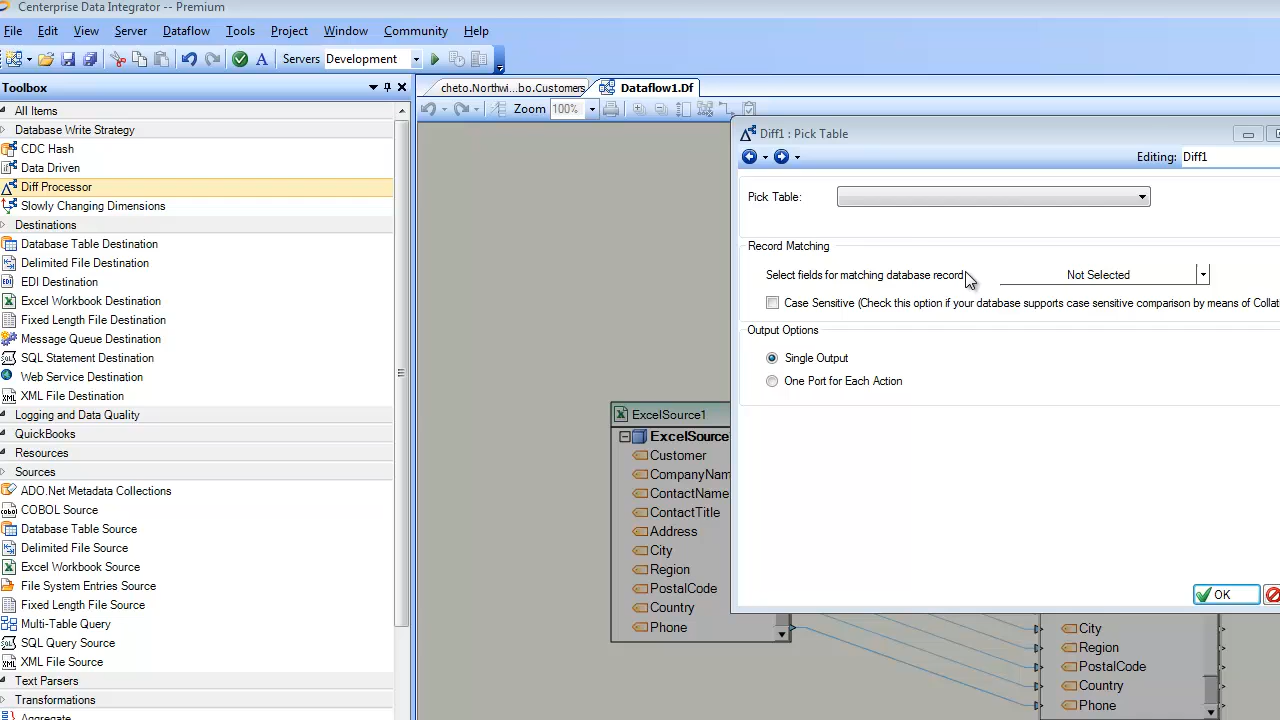 Centerprise Data Integrator -- Premium
File Edit View Server Dataflow Tools Project Window Community Help
Servers Development
Toolbox
cheto.Northwi...bo.Customers Dataflow1.Df
Zoom 100%
All Items
Database Write Strategy
CDC Hash
Data Driven
Diff Processor
Slowly Changing Dimensions
Destinations
Database Table Destination
Delimited File Destination
EDI Destination
Excel Workbook Destination
Fixed Length File Destination
Message Queue Destination
SQL Statement Destination
Web Service Destination
XML File Destination
Logging and Data Quality
QuickBooks
Resources
Sources
ADO.Net Metadata Collections
COBOL Source
Database Table Source
Delimited File Source
Excel Workbook Source
File System Entries Source
Fixed Length File Source
Multi-Table Query
SQL Query Source
XML File Source
Text Parsers
Transformations
Aggregate
Diff1 : Pick Table
Editing: Diff1
Pick Table:
Record Matching
Select fields for matching database record
Not Selected
Case Sensitive (Check this option if your database supports case sensitive comparison by means of Collat
Output Options
Single Output
One Port for Each Action
OK
ExcelSource1
ExcelSource
Customer
CompanyNam
ContactName
ContactTitle
Address
City
Region
PostalCode
Country
Phone
City
Region
PostalCode
Country
Phone